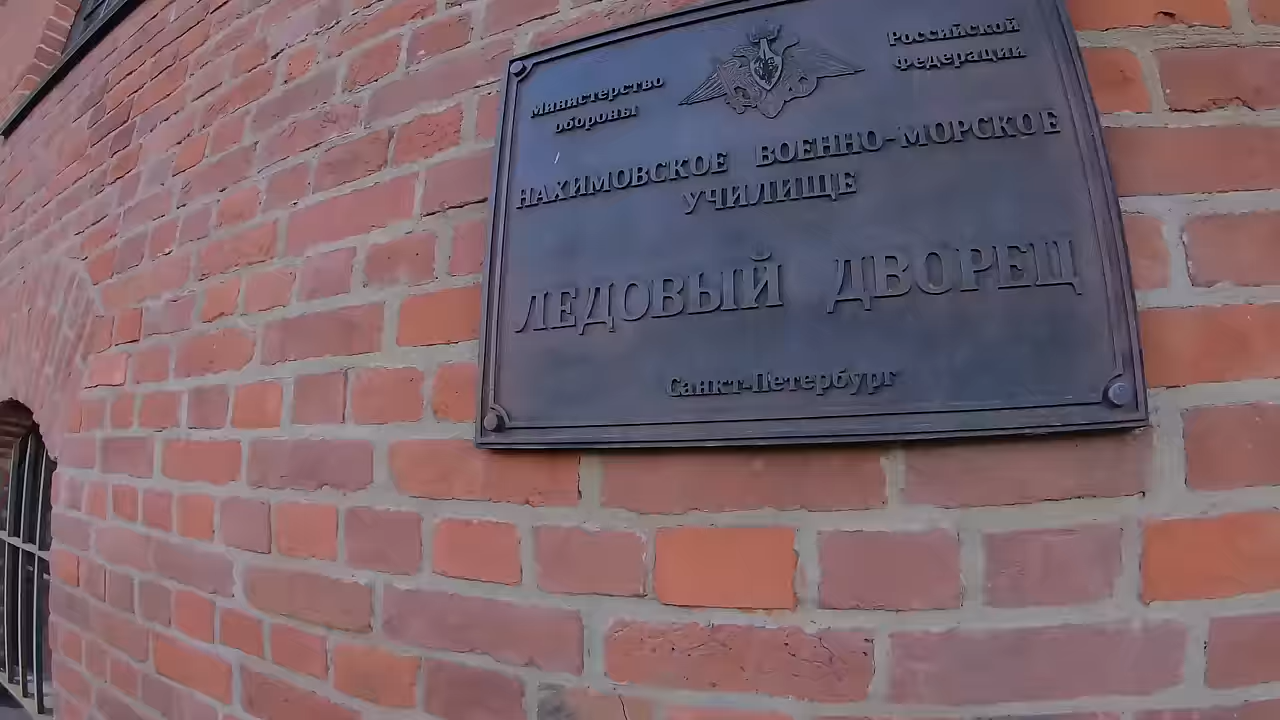 Министерство
обороны
Российской
Федерации
НАХИМОВСКОЕ ВОЕННО-МОРСКОЕ
УЧИЛИЩЕ
ЛЕДОВЫЙ ДВОРЕЦ
Санкт-Петербург